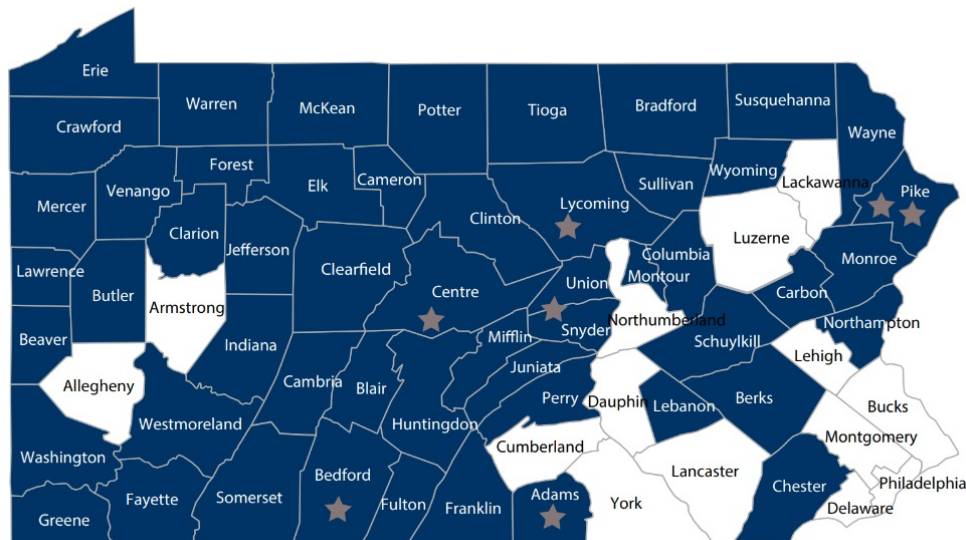 Erie
Warren
McKean
Potter
Tioga
Bradford
Susquehanna
Crawford
Wayne
Forest
Wyoming
Venango
Elk
Cameron
Sullivan
Lackawanna
Pike
Mercer
Clinton
Lycoming
Clarion
Jefferson
Luzerne
Lawrence
Clearfield
Columbia
Monroe
Butler
Centre
Union
Montour
Carbon
Armstrong
Northumberland
Northampton
Beaver
Indiana
Mifflin
Snyder
Schuylkill
Lehigh
Allegheny
Cambria
Blair
Juniata
Perry
Dauphin
Lebanon
Berks
Bucks
Westmoreland
Huntingdon
Montgomery
Washington
Cumberland
Bedford
Lancaster
Philadelphia
Greene
Fayette
Somerset
Fulton
Franklin
Adams
York
Chester
Delaware